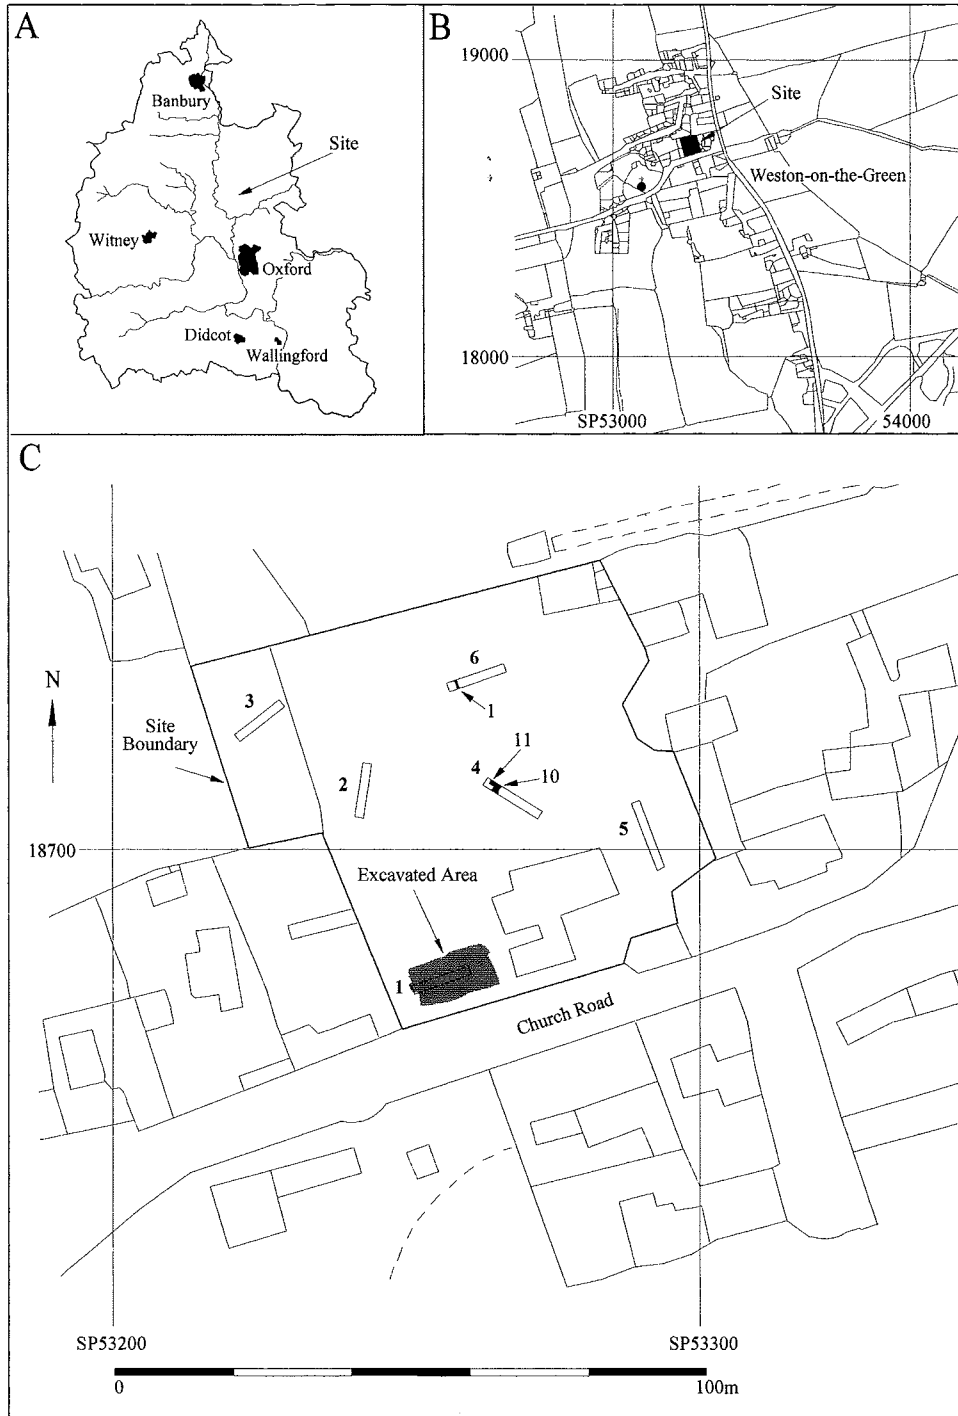 A
Banbury
Site
Witney
Oxford
Didcot
Wallingford
B
19000
Site
Weston-on-the-Green
18000
SP53000
54000
C
6
1
3
N
Site
Boundary
11
4
10
2
5
18700
Excavated Area
1
Church Road
SP53200
SP53300
0
100m